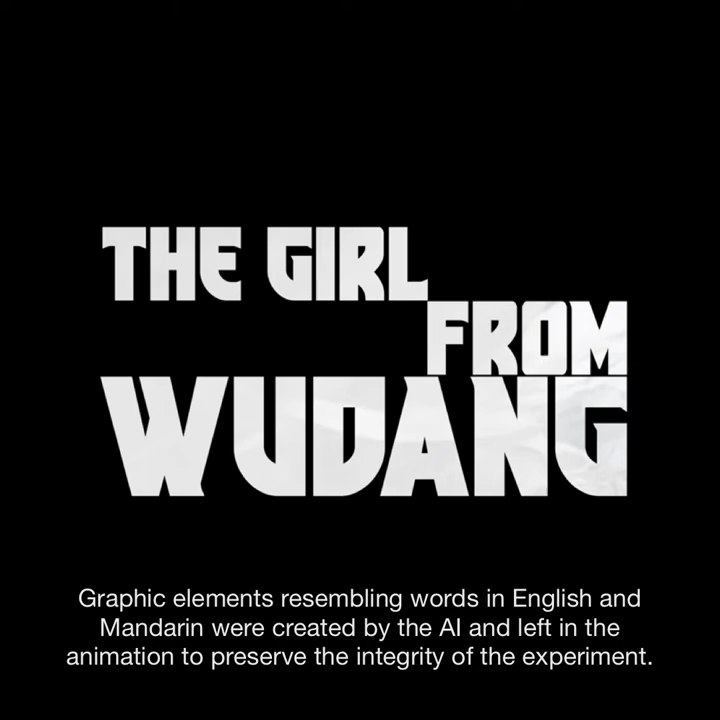 THE GIRL
FROM
WUDANG
Graphic elements resembling words in English and
Mandarin were created by the AI and left in the
animation to preserve the integrity of the experiment.